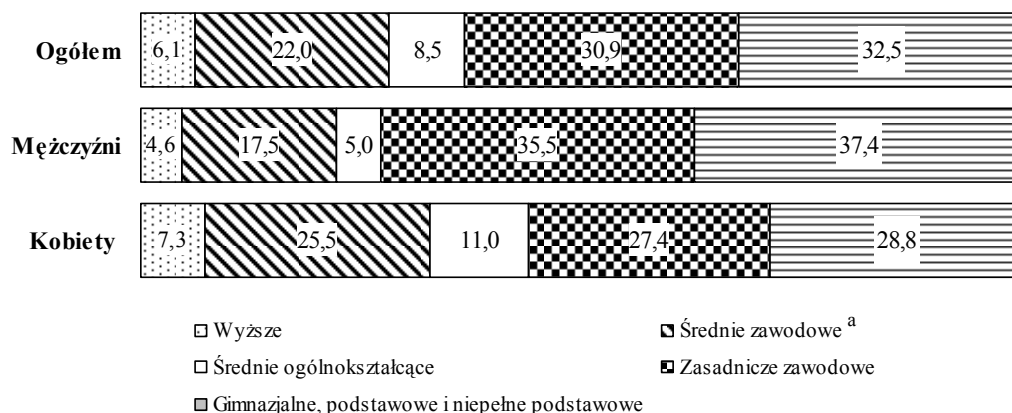 Ogółem 6,1 22,0 8,5 30,9 32,5
Mężczyźni 4,6 17,5 5,0 35,5 37,4
Kobiety 7,3 25,5 11,0 27,4 28,8
Wyższe Średnie zawodowe a
Średnie ogólnokształcące Zasadnicze zawodowe
Gimnazjalne, podstawowe i niepełne podstawowe